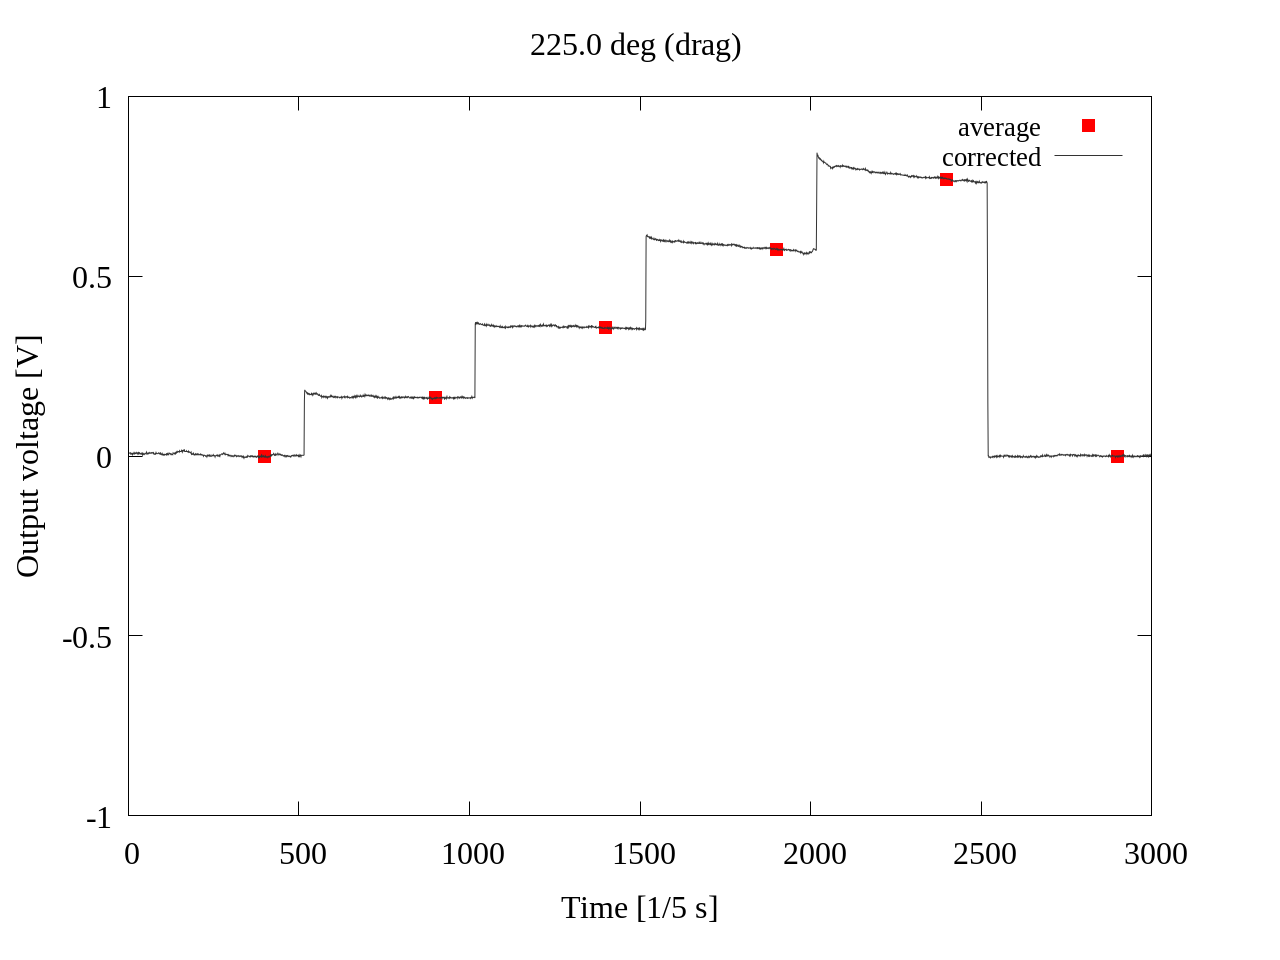 225.0 deg (drag)
1
average
corrected
0.5
0
-0.5
-1
Output voltage [V]
0 500 1000 1500 2000 2500 3000
Time [1/5 s]